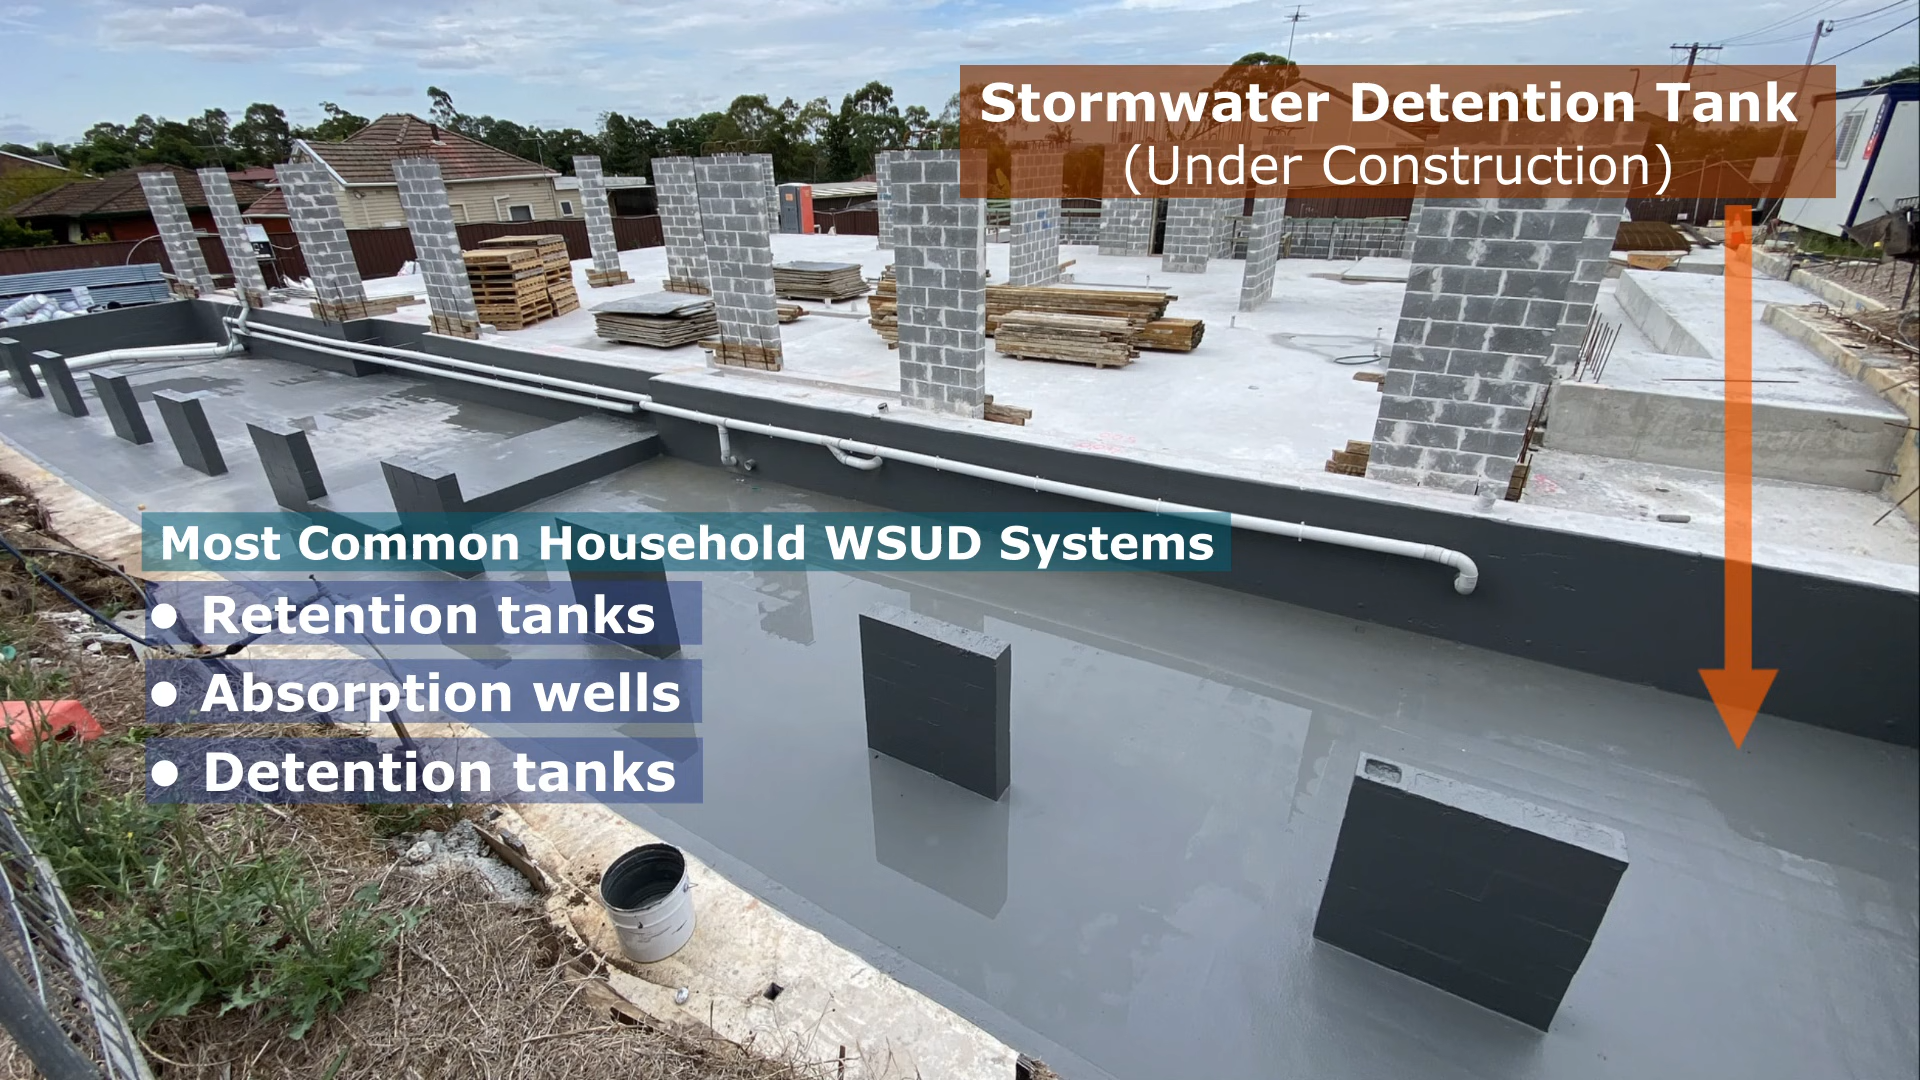 Stormwater Detention Tank
(Under Construction)
Most Common Household WSUD Systems
● Retention tanks
● Absorption wells
● Detention tanks